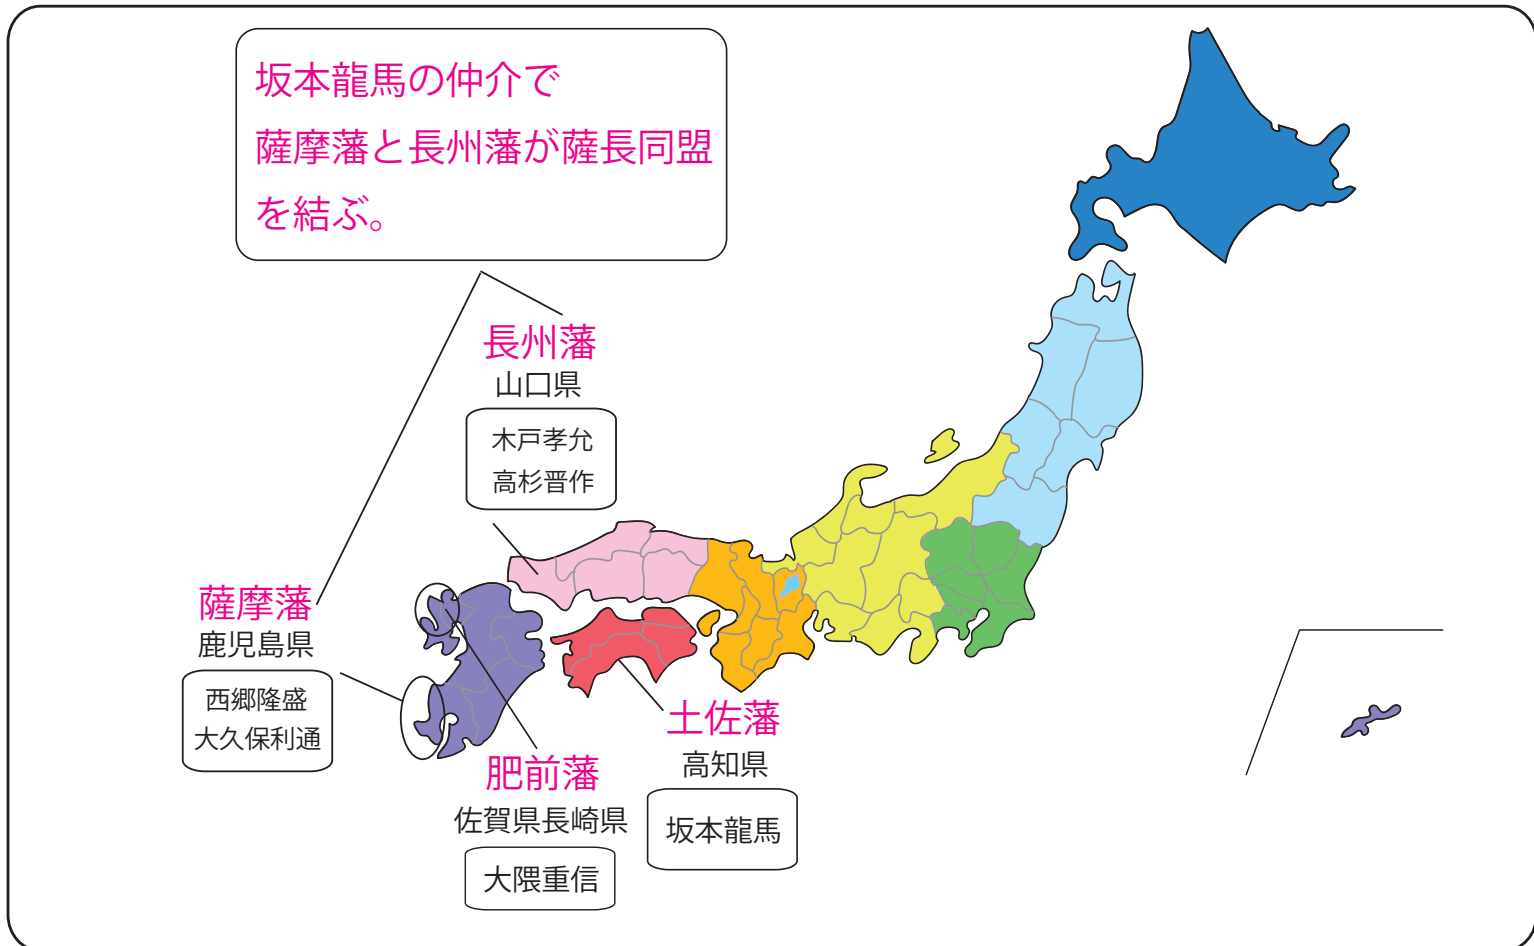 坂本龍馬の仲介で
薩摩藩と長州藩が薩長同盟
を結ぶ。
長州藩
山口県
木戸孝允
高杉晋作
薩摩藩
鹿児島県
西郷隆盛
大久保利通
肥前藩
佐賀県長崎県
大隈重信
土佐藩
高知県
坂本龍馬